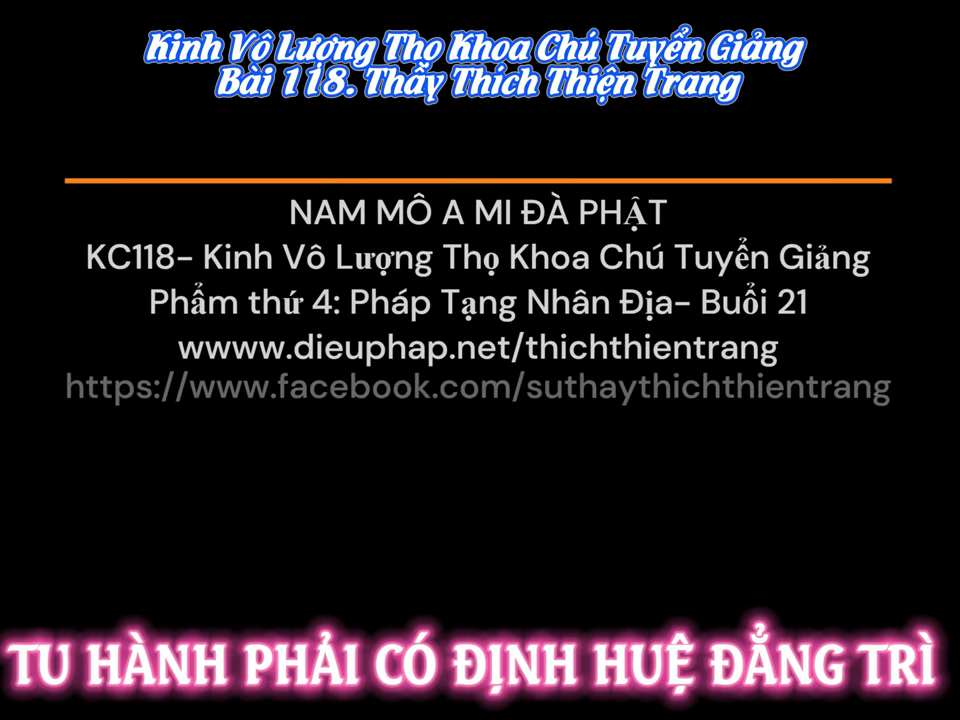 Kinh Vô Lượng Thọ Khoa Chú Tuyển Giảng
Bài 118. Thầy Thích Thiện Trang
NAM MÔ A MI ĐÀ PHẬT
KC118- Kinh Vô Lượng Thọ Khoa Chú Tuyển Giảng
Phẩm thứ 4: Pháp Tạng Nhân Địa- Buổi 21
wwww.dieuphap.net/thichthientrang
https://www.facebook.com/suthaythichthientrang
TU HÀNH PHẢI CÓ ĐỊNH HUỆ ĐẲNG TRÌ